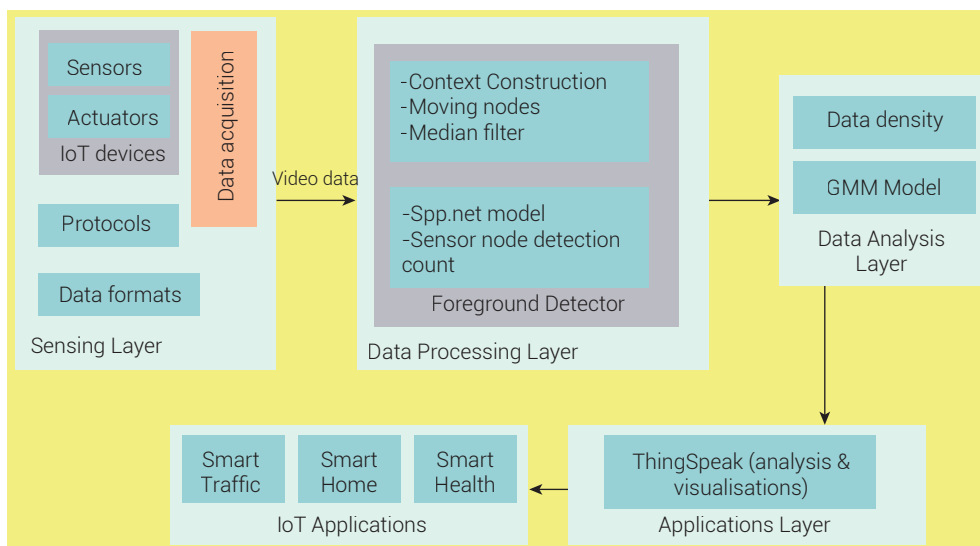 Sensors
Actuators
IoT devices
Data acquisition
Protocols
Data formats
Sensing Layer
Video data
-Context Construction
-Moving nodes
-Median filter
-Spp.net model
-Sensor node detection
count
Foreground Detector
Data Processing Layer
Data density
GMM Model
Data Analysis
Layer
ThingSpeak (analysis &
visualisations)
Applications Layer
Smart
Traffic
Smart
Home
Smart
Health
IoT Applications